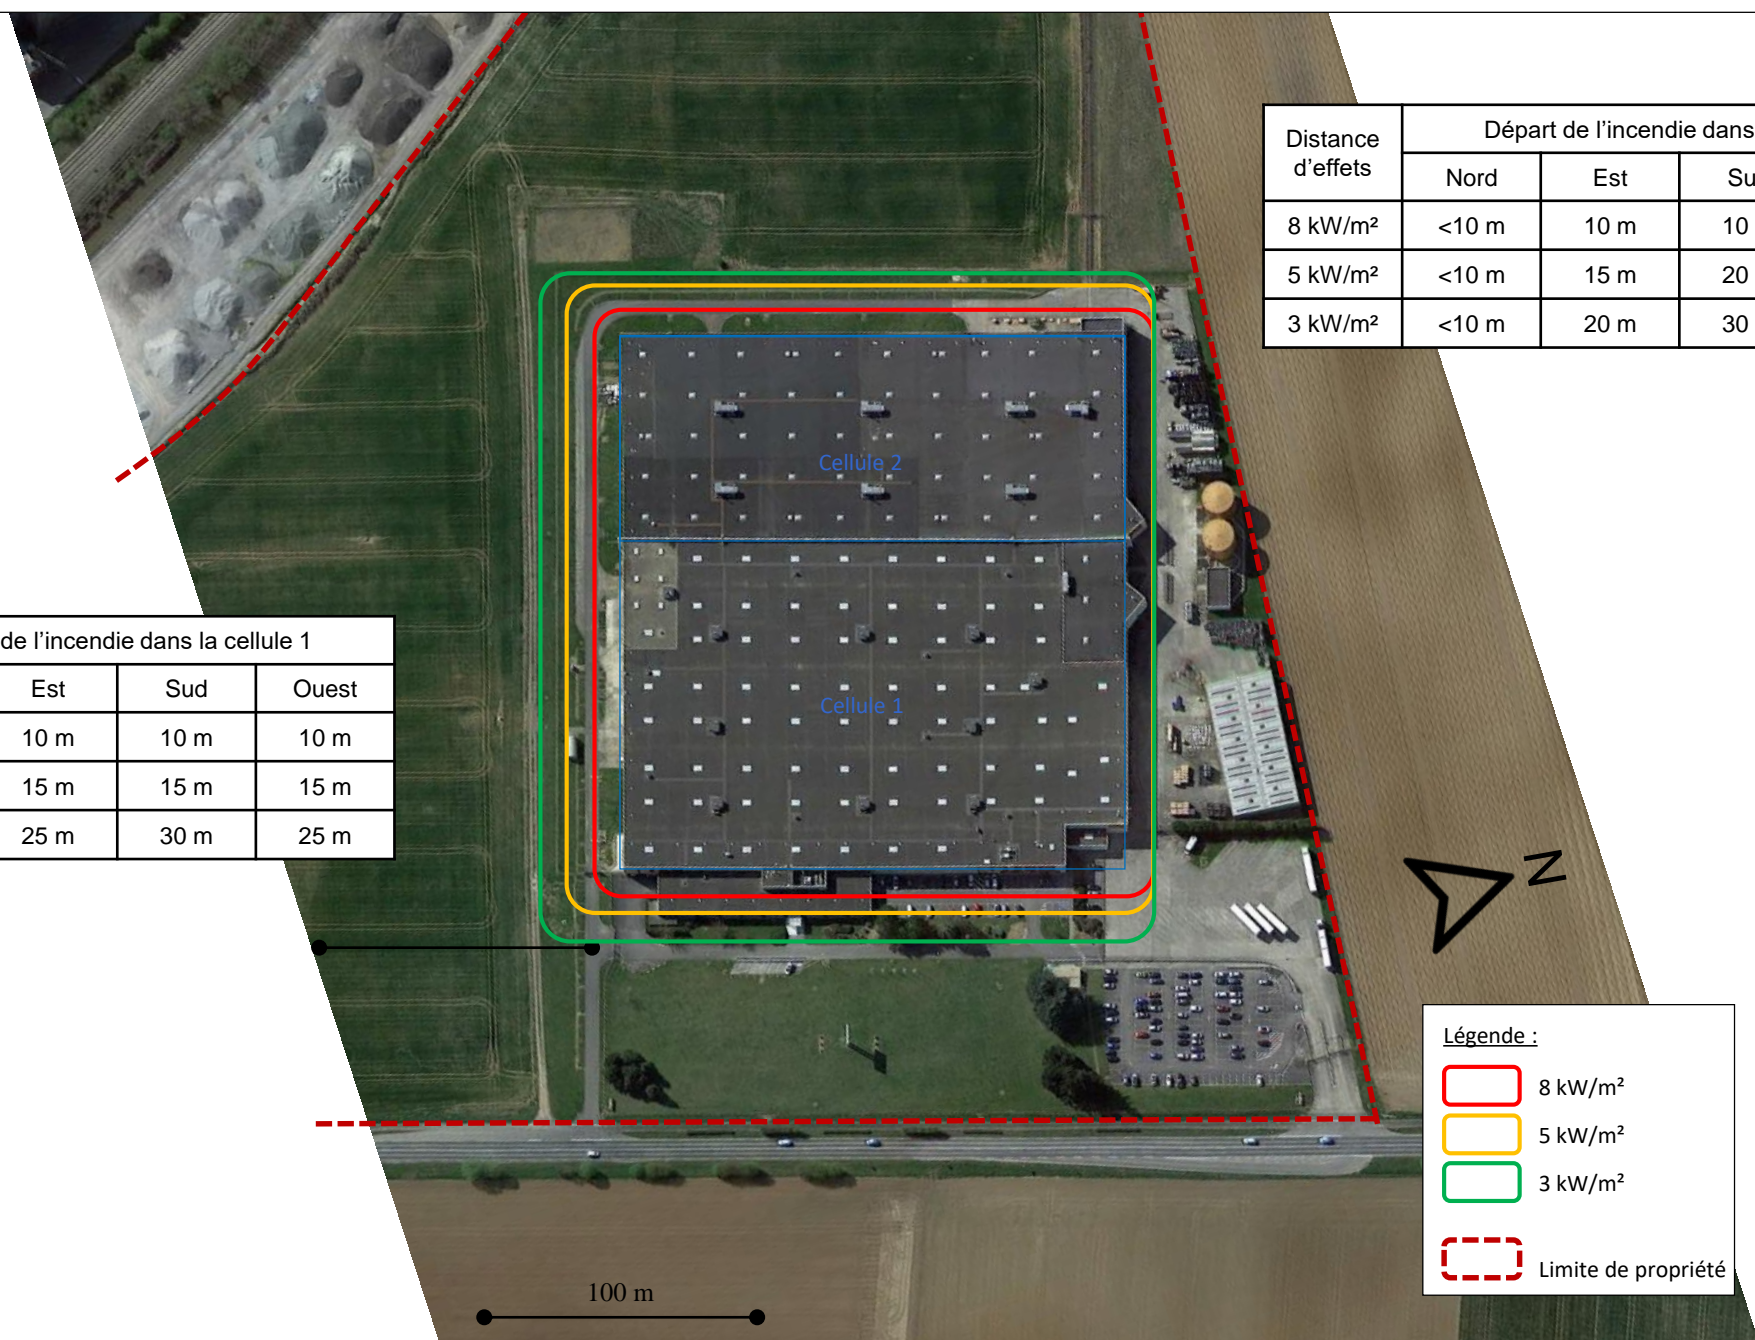 Distance d'effets
Départ de l'incendie dans
Nord Est Su
8 kW/m² <10 m 10 m 10
5 kW/m² <10 m 15 m 20
3 kW/m² <10 m 20 m 30
Cellule 2
Cellule 1
de l'incendie dans la cellule 1
Est Sud Ouest
10 m 10 m 10 m
15 m 15 m 15 m
25 m 30 m 25 m
N
Légende :
8 kW/m²
5 kW/m²
3 kW/m²
Limite de propriété
100 m